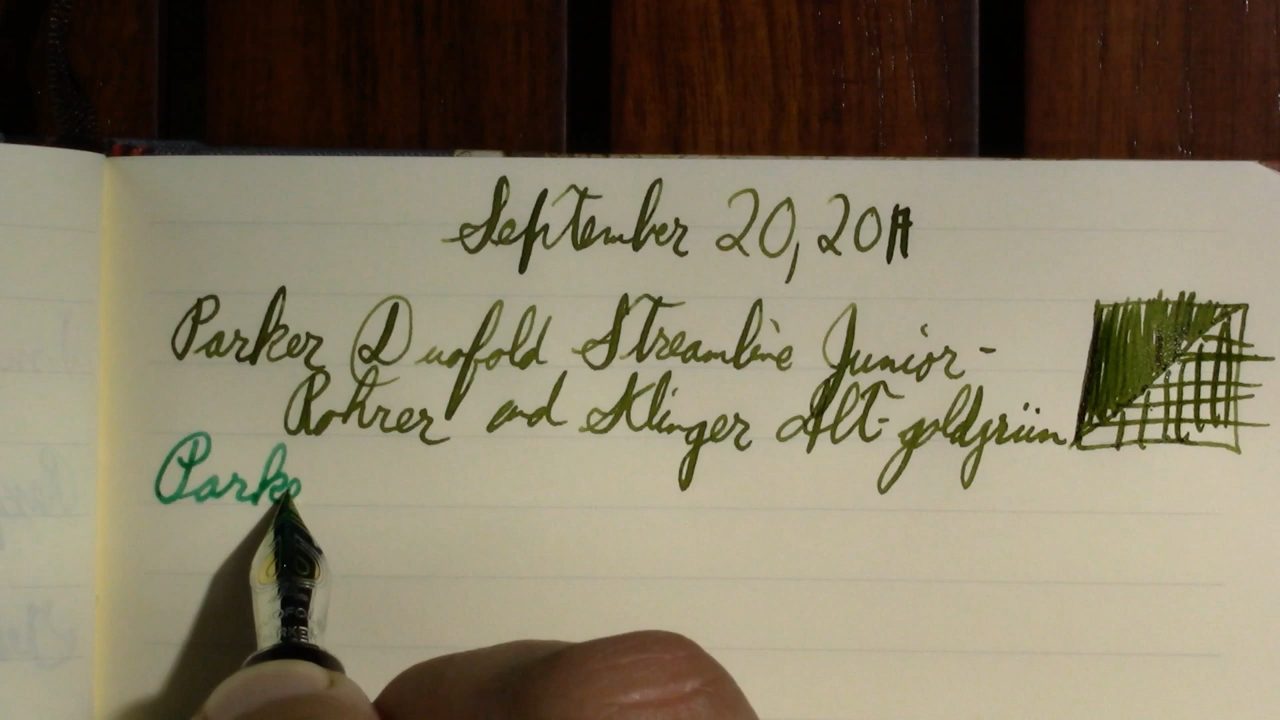 September 20, 2011
Parker Duofold Streamline Junior-
Rohrer and Klinger Alt-goldgrün
Parke